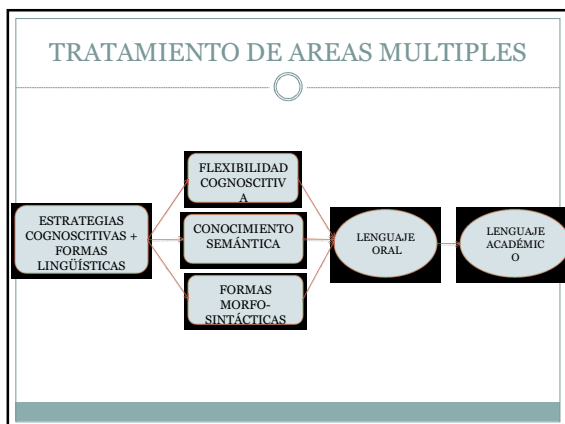 TRATAMIENTO DE AREAS MULTIPLES
ESTRATEGIAS
COGNOSCITIVAS +
FORMAS
LINGÜÍSTICAS
FLEXIBILIDAD
COGNOSCITIV
A
CONOCIMIENTO
SEMÁNTICA
FORMAS
MORFO-
SINTÁCTICAS
LENGUAJE
ORAL
LENGUAJE
ACADÉMIC
O